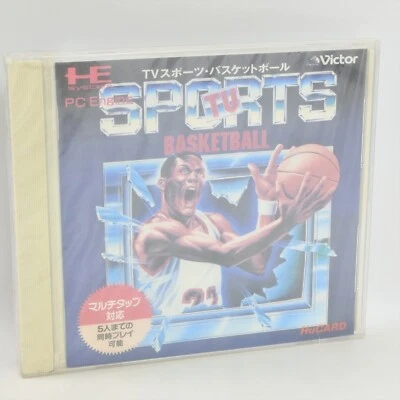 HE
SYSTEM
PC Engine
TVスポーツ・バスケットボール
Victor
SPORTS
TV
BASKETBALL
マルチタップ
対応
5人までの
同時プレイ
可能
HuCARD